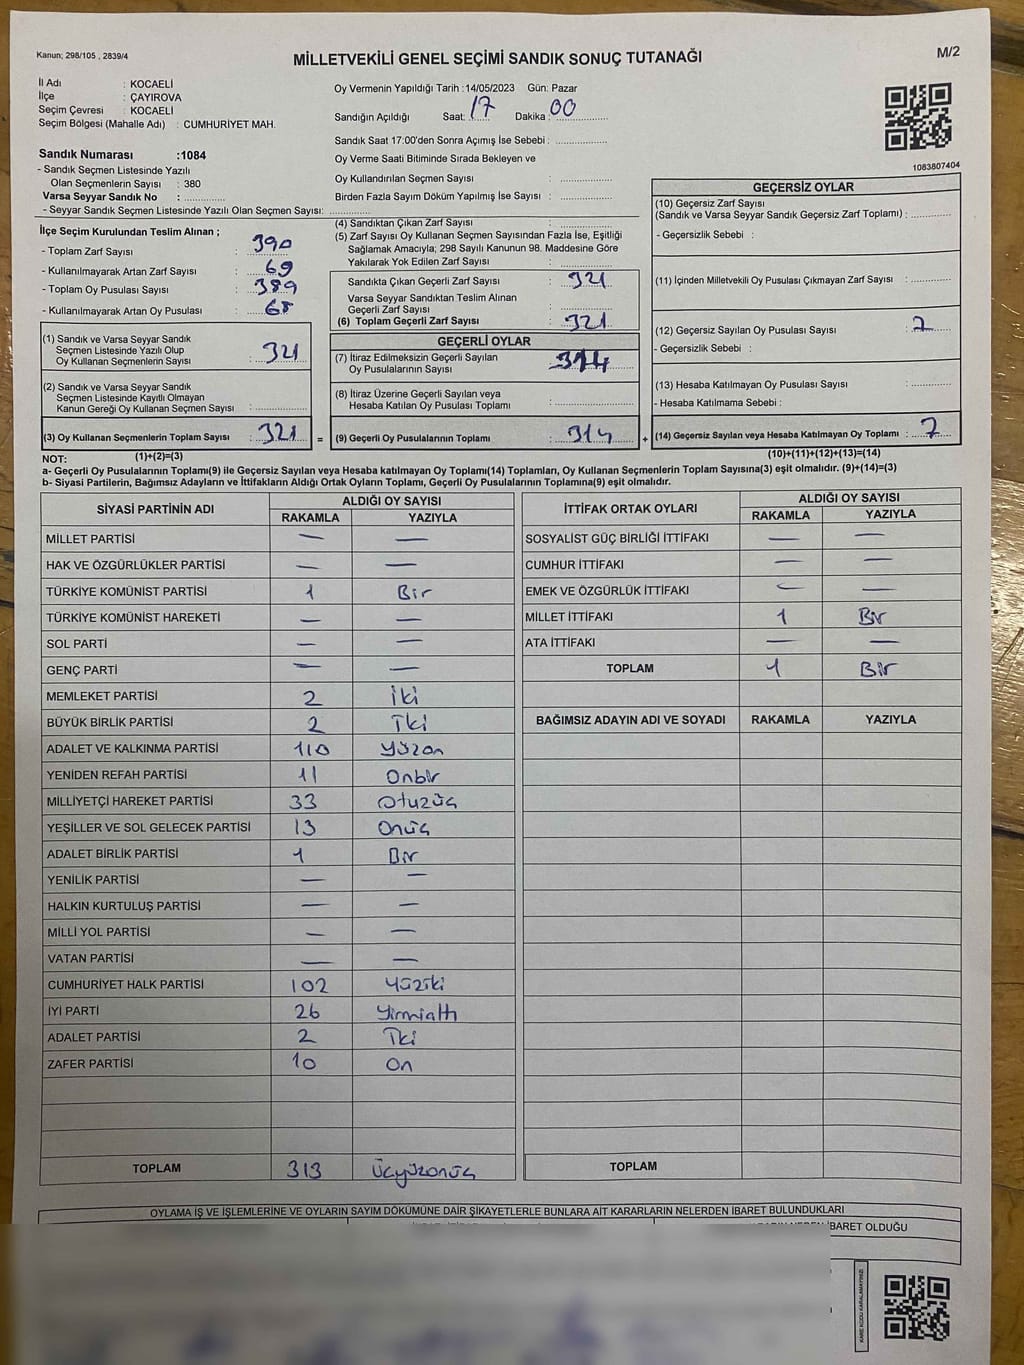 Kanun; 298/105 , 2839/4
MİLLETVEKİLİ GENEL SEÇİMİ SANDIK SONUÇ TUTANAĞI
M/2
İl Adı : KOCAELİ
İlçe : ÇAYIROVA
Seçim Çevresi : KOCAELİ
Seçim Bölgesi (Mahalle Adı) : CUMHURİYET MAH.
Sandık Numarası :1084
- Sandık Seçmen Listesinde Yazılı
Olan Seçmenlerin Sayısı : 380
Varsa Seyyar Sandık No :
- Seyyar Sandık Seçmen Listesinde Yazılı Olan Seçmen Sayısı:
Oy Vermenin Yapıldığı Tarih :14/05/2023 Gün: Pazar
Sandığın Açıldığı Saat: 17 Dakika : 00
Sandık Saat 17:00'den Sonra Açımış İse Sebebi :
Oy Verme Saati Bitiminde Sırada Bekleyen ve
Oy Kullandırılan Seçmen Sayısı :
Birden Fazla Sayım Döküm Yapılmış İse Sayısı :
1083807404
İlçe Seçim Kurulundan Teslim Alınan ;
- Toplam Zarf Sayısı : 390
- Kullanılmayarak Artan Zarf Sayısı : 69
- Toplam Oy Pusulası Sayısı : 389
- Kullanılmayarak Artan Oy Pusulası : 68
(1) Sandık ve Varsa Seyyar Sandık
Seçmen Listesinde Yazılı Olup
Oy Kullanan Seçmenlerin Sayısı : 321
(2) Sandık ve Varsa Seyyar Sandık
Seçmen Listesinde Kayıtlı Olmayan
Kanun Gereği Oy Kullanan Seçmen Sayısı :
(3) Oy Kullanan Seçmenlerin Toplam Sayısı : 321 =
(1)+(2)=(3)
(4) Sandıktan Çıkan Zarf Sayısı :
(5) Zarf Sayısı Oy Kullanan Seçmen Sayısından Fazla İse, Eşitliği
Sağlamak Amacıyla; 298 Sayılı Kanunun 98. Maddesine Göre
Yakılarak Yok Edilen Zarf Sayısı :
Sandıkta Çıkan Geçerli Zarf Sayısı : 321
Varsa Seyyar Sandıktan Teslim Alınan
Geçerli Zarf Sayısı :
(6) Toplam Geçerli Zarf Sayısı : 321
GEÇERLİ OYLAR
(7) İtiraz Edilmeksizin Geçerli Sayılan
Oy Pusulalarının Sayısı : 314
(8) İtiraz Üzerine Geçerli Sayılan veya
Hesaba Katılan Oy Pusulası Toplamı :
(9) Geçerli Oy Pusulalarının Toplamı : 314 +
GEÇERSİZ OYLAR
(10) Geçersiz Zarf Sayısı
(Sandık ve Varsa Seyyar Sandık Geçersiz Zarf Toplamı) :
- Geçersizlik Sebebi :
(11) İçinden Milletvekili Oy Pusulası Çıkmayan Zarf Sayısı :
(12) Geçersiz Sayılan Oy Pusulası Sayısı : 7
- Geçersizlik Sebebi :
(13) Hesaba Katılmayan Oy Pusulası Sayısı :
- Hesaba Katılmama Sebebi :
(14) Geçersiz Sayılan veya Hesaba Katılmayan Oy Toplamı : 7
(10)+(11)+(12)+(13)=(14)
NOT:
a- Geçerli Oy Pusulalarının Toplamı(9) ile Geçersiz Sayılan veya Hesaba katılmayan Oy Toplamı(14) Toplamları, Oy Kullanan Seçmenlerin Toplam Sayısına(3) eşit olmalıdır. (9)+(14)=(3)
b- Siyasi Partilerin, Bağımsız Adayların ve İttifakların Aldığı Ortak Oyların Toplamı, Geçerli Oy Pusulalarının Toplamına(9) eşit olmalıdır.
SİYASİ PARTİNİN ADI ALDIĞI OY SAYISI
RAKAMLA YAZIYLA
MİLLET PARTİSİ — —
HAK VE ÖZGÜRLÜKLER PARTİSİ — —
TÜRKİYE KOMÜNİST PARTİSİ 1 Bir
TÜRKİYE KOMÜNİST HAREKETİ — —
SOL PARTİ — —
GENÇ PARTİ — —
MEMLEKET PARTİSİ 2 İki
BÜYÜK BİRLİK PARTİSİ 2 İki
ADALET VE KALKINMA PARTİSİ 110 Yüzon
YENİDEN REFAH PARTİSİ 11 Onbir
MİLLİYETÇİ HAREKET PARTİSİ 33 Otuzüç
YEŞİLLER VE SOL GELECEK PARTİSİ 13 Onüç
ADALET BİRLİK PARTİSİ 1 Bir
YENİLİK PARTİSİ — —
HALKIN KURTULUŞ PARTİSİ — —
MİLLİ YOL PARTİSİ — —
VATAN PARTİSİ — —
CUMHURİYET HALK PARTİSİ 102 Yüziki
İYİ PARTİ 26 Yirmialtı
ADALET PARTİSİ 2 İki
ZAFER PARTİSİ 10 On
TOPLAM 313 Üçyüzonüç
İTTİFAK ORTAK OYLARI ALDIĞI OY SAYISI
RAKAMLA YAZIYLA
SOSYALİST GÜÇ BİRLİĞİ İTTİFAKI — —
CUMHUR İTTİFAKI — —
EMEK VE ÖZGÜRLÜK İTTİFAKI — —
MİLLET İTTİFAKI 1 Bir
ATA İTTİFAKI — —
TOPLAM 1 Bir
BAĞIMSIZ ADAYIN ADI VE SOYADI RAKAMLA YAZIYLA
TOPLAM
OYLAMA İŞ VE İŞLEMLERİNE VE OYLARIN SAYIM DÖKÜMÜNE DAİR ŞİKAYETLERLE BUNLARA AİT KARARLARIN NELERDEN İBARET BULUNDUKLARI
İBARET OLDUĞU
KARE KODU KARALAMAYINIZ!